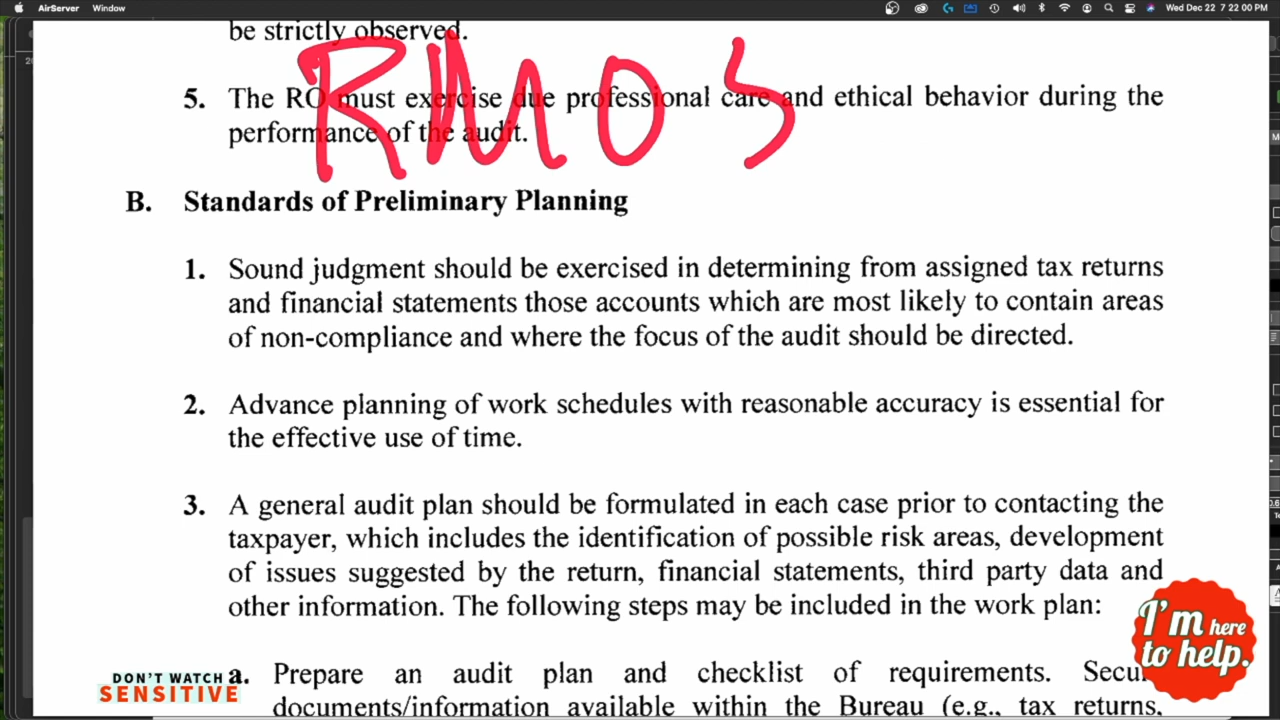 AirServer Window Wed Dec 22 7 22 00 PM
be strictly observed.
RMOS
5. The RO must exercise due professional care and ethical behavior during the
performance of the audit.
B. Standards of Preliminary Planning
1. Sound judgment should be exercised in determining from assigned tax returns
and financial statements those accounts which are most likely to contain areas
of non-compliance and where the focus of the audit should be directed.
2. Advance planning of work schedules with reasonable accuracy is essential for
the effective use of time.
3. A general audit plan should be formulated in each case prior to contacting the
taxpayer, which includes the identification of possible risk areas, development
of issues suggested by the return, financial statements, third party data and
other information. The following steps may be included in the work plan:
a. Prepare an audit plan and checklist of requirements.
documents/information available within the Bureau (e.g., tax returns,
DON'T WATCH
SENSITIVE
I'm here
to help.